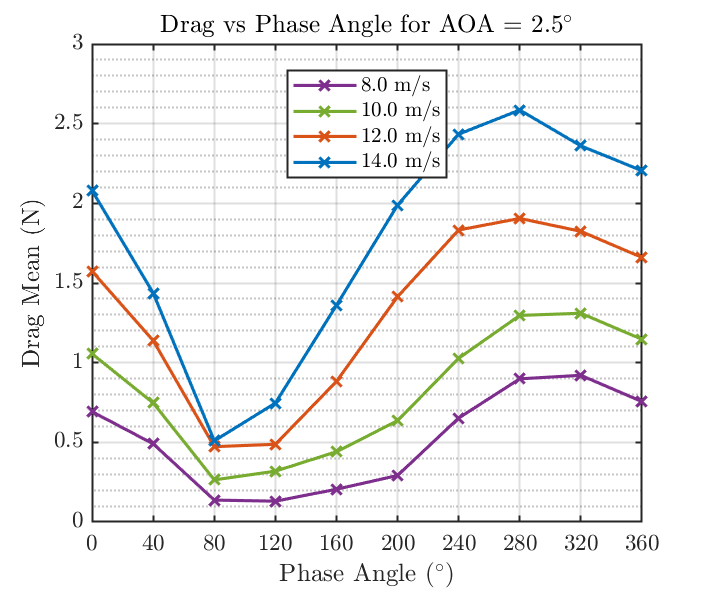 Drag vs Phase Angle for AOA = 2.5°
3
2.5
2
1.5
1
0.5
0
Drag Mean (N)
8.0 m/s
10.0 m/s
12.0 m/s
14.0 m/s
0 40 80 120 160 200 240 280 320 360
Phase Angle (°)